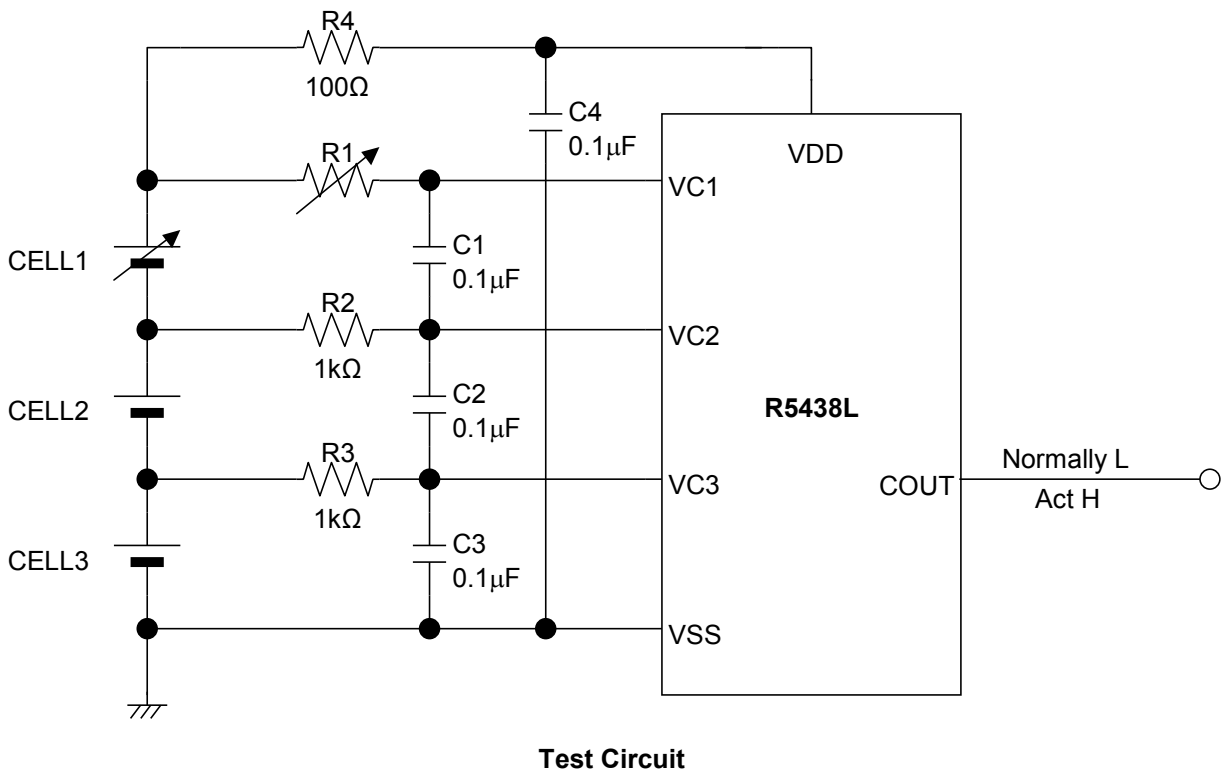 R4
100Ω
C4
0.1μF
VDD
R1
VC1
CELL1
C1
0.1μF
R2
1kΩ
VC2
CELL2
C2
0.1μF
R5438L
R3
1kΩ
VC3
COUT
Normally L
Act H
CELL3
C3
0.1μF
VSS
Test Circuit